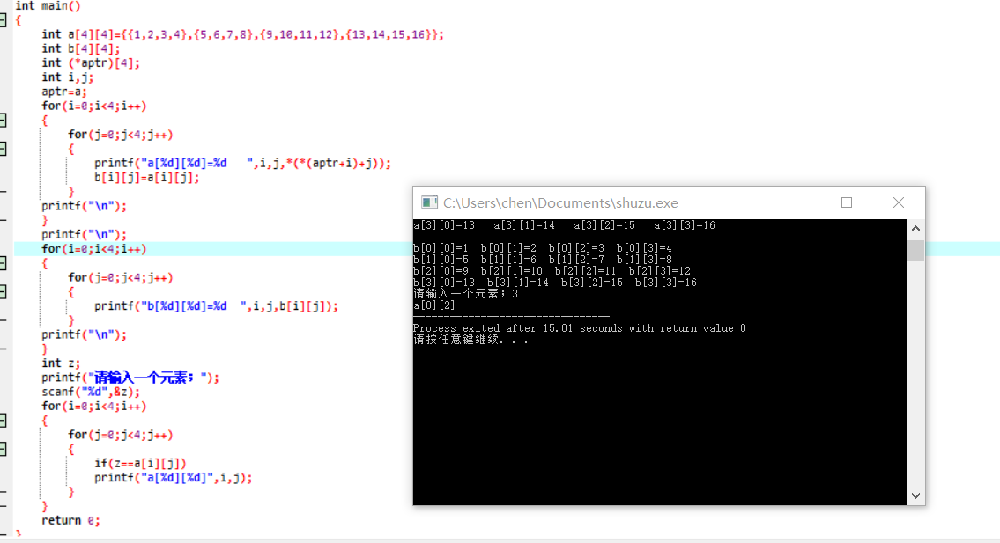 int main()
{
int a[4][4]={{1,2,3,4},{5,6,7,8},{9,10,11,12},{13,14,15,16}};
int b[4][4];
int (*aptr)[4];
int i,j;
aptr=a;
for(i=0;i<4;i++)
{
for(j=0;j<4;j++)
{
printf("a[%d][%d]=%d   ",i,j,*(*(aptr+i)+j));
b[i][j]=a[i][j];
}
printf("\n");
}
printf("\n");
for(i=0;i<4;i++)
{
for(j=0;j<4;j++)
{
printf("b[%d][%d]=%d  ",i,j,b[i][j]);
}
printf("\n");
}
int z;
printf("请输入一个元素；");
scanf("%d",&z);
for(i=0;i<4;i++)
{
for(j=0;j<4;j++)
{
if(z==a[i][j])
printf("a[%d][%d]",i,j);
}
}
return 0;
}
C:\Users\chen\Documents\shuzu.exe
a[3][0]=13   a[3][1]=14   a[3][2]=15   a[3][3]=16
b[0][0]=1  b[0][1]=2  b[0][2]=3  b[0][3]=4
b[1][0]=5  b[1][1]=6  b[1][2]=7  b[1][3]=8
b[2][0]=9  b[2][1]=10  b[2][2]=11  b[2][3]=12
b[3][0]=13  b[3][1]=14  b[3][2]=15  b[3][3]=16
请输入一个元素；3
a[0][2]
--------------------------------
Process exited after 15.01 seconds with return value 0
请按任意键继续. . .